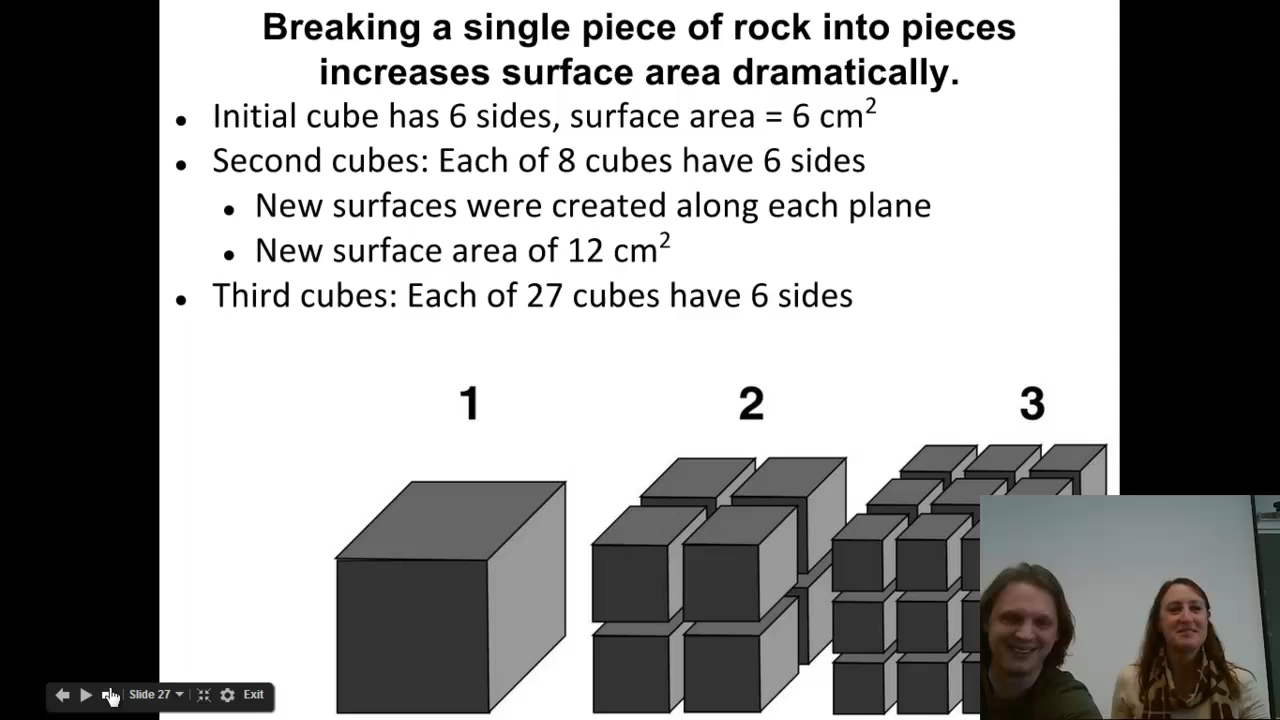 Breaking a single piece of rock into pieces
increases surface area dramatically.
• Initial cube has 6 sides, surface area = 6 cm²
• Second cubes: Each of 8 cubes have 6 sides
• New surfaces were created along each plane
• New surface area of 12 cm²
• Third cubes: Each of 27 cubes have 6 sides
1 2 3
Slide 27 Exit